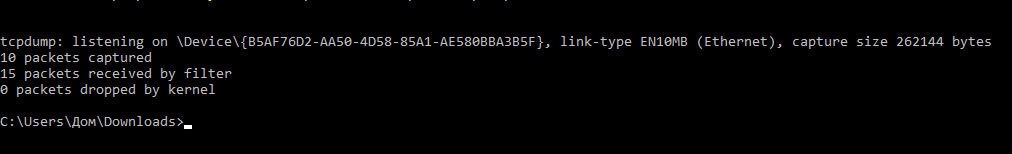 tcpdump: listening on \Device\{B5AF76D2-AA50-4D58-85A1-AE580BBA3B5F}, link-type EN10MB (Ethernet), capture size 262144 bytes
10 packets captured
15 packets received by filter
0 packets dropped by kernel
C:\Users\Дом\Downloads>